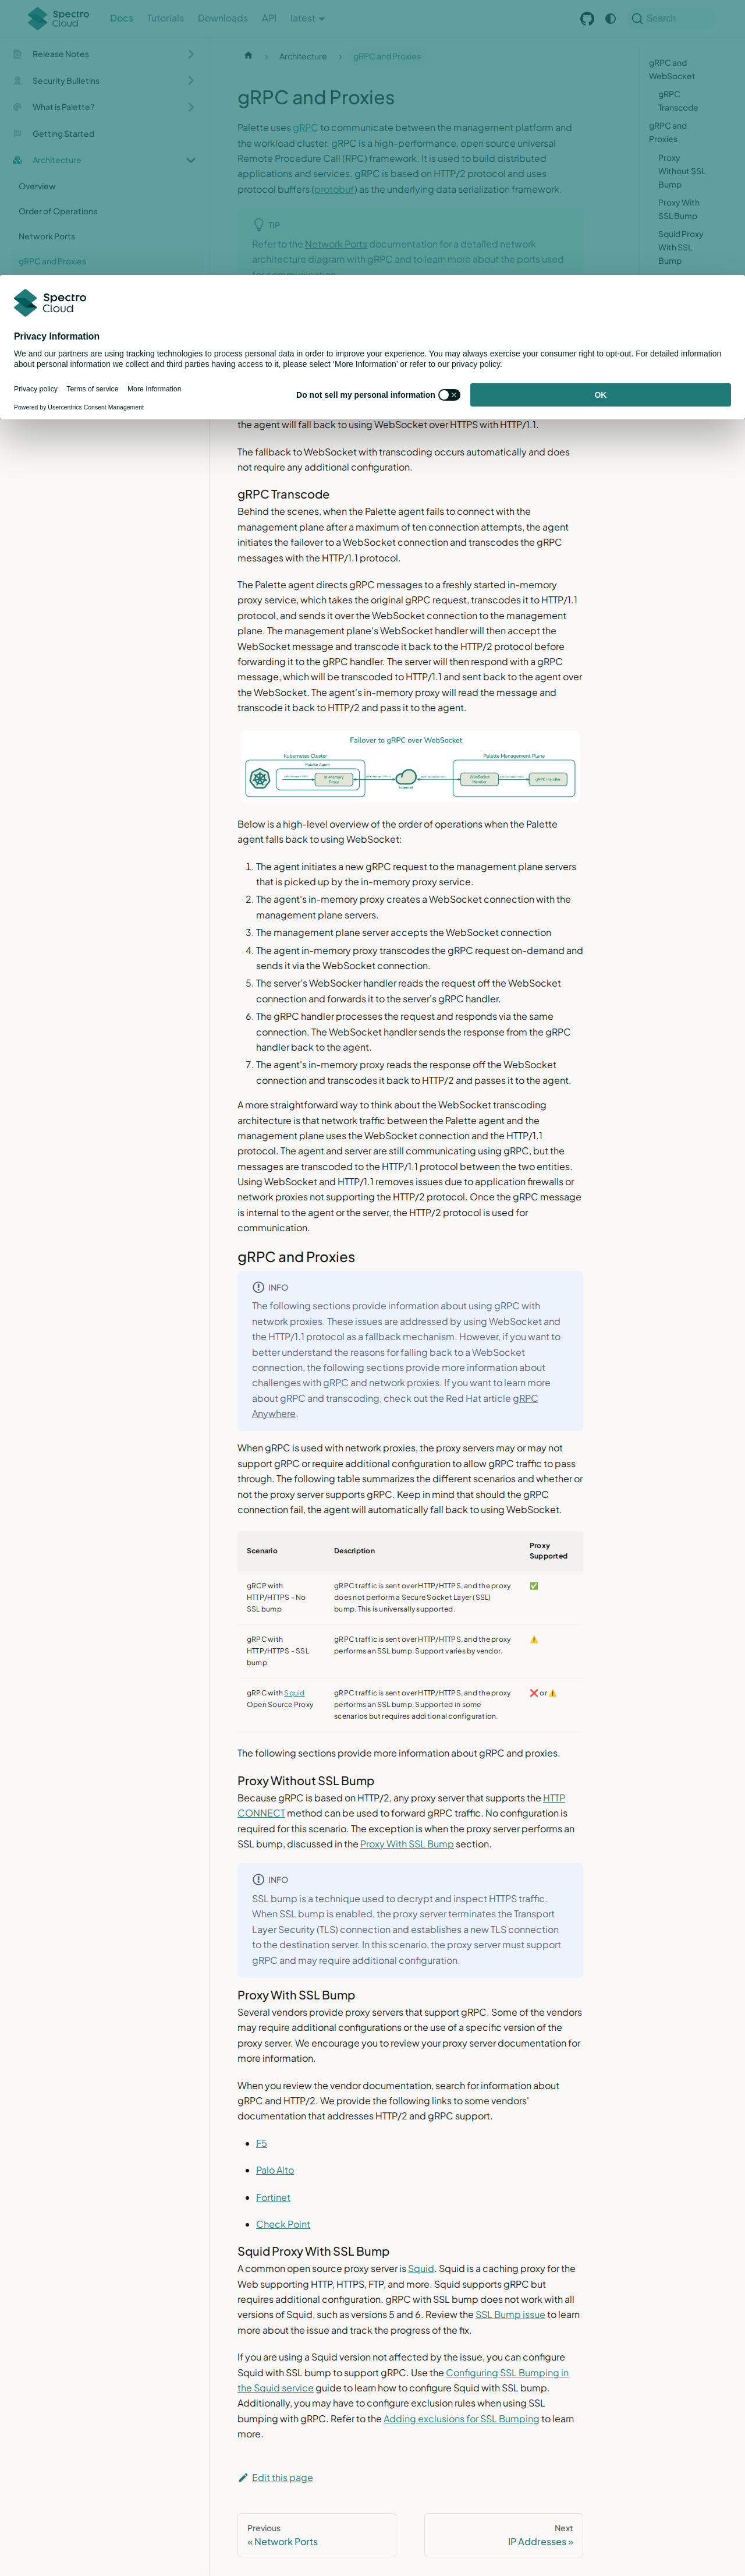 Spectro Cloud
Docs
Tutorials
Downloads
API
latest
Search
Release Notes
Security Bulletins
What is Palette?
Getting Started
Architecture
Overview
Order of Operations
Network Ports
gRPC and Proxies
Architecture
gRPC and Proxies
gRPC and Proxies
Palette uses gRPC to communicate between the management platform and
the workload cluster. gRPC is a high-performance, open source universal
Remote Procedure Call (RPC) framework. It is used to build distributed
applications and services. gRPC is based on HTTP/2 protocol and uses
protocol buffers (protobuf) as the underlying data serialization framework.
TIP
Refer to the Network Ports documentation for a detailed network
architecture diagram with gRPC and to learn more about the ports used
gRPC and
WebSocket
gRPC
Transcode
gRPC and
Proxies
Proxy
Without SSL
Bump
Proxy With
SSL Bump
Squid Proxy
With SSL
Bump
Spectro
Cloud
Privacy Information
We and our partners are using tracking technologies to process personal data in order to improve your experience. You may always exercise your consumer right to opt-out. For detailed information
about personal information we collect and third parties having access to it, please select 'More Information' or refer to our privacy policy.
Privacy policy
Terms of service
More Information
Powered by Usercentrics Consent Management
Do not sell my personal information
OK
the agent will fall back to using WebSocket over HTTPS with HTTP/1.1.
The fallback to WebSocket with transcoding occurs automatically and does
not require any additional configuration.
gRPC Transcode
Behind the scenes, when the Palette agent fails to connect with the
management plane after a maximum of ten connection attempts, the agent
initiates the failover to a WebSocket connection and transcodes the gRPC
messages with the HTTP/1.1 protocol.
The Palette agent directs gRPC messages to a freshly started in-memory
proxy service, which takes the original gRPC request, transcodes it to HTTP/1.1
protocol, and sends it over the WebSocket connection to the management
plane. The management plane's WebSocket handler will then accept the
WebSocket message and transcode it back to the HTTP/2 protocol before
forwarding it to the gRPC handler. The server will then respond with a gRPC
message, which will be transcoded to HTTP/1.1 and sent back to the agent over
the WebSocket. The agent's in-memory proxy will read the message and
transcode it back to HTTP/2 and pass it to the agent.
Failover to gRPC over WebSocket
Kubernetes Cluster
Palette Agent
In-Memory
Proxy
Internet
Palette Management Plane
WebSocket
Handler
gRPC Handler
Below is a high-level overview of the order of operations when the Palette
agent falls back to using WebSocket:
1. The agent initiates a new gRPC request to the management plane servers
that is picked up by the in-memory proxy service.
2. The agent's in-memory proxy creates a WebSocket connection with the
management plane servers.
3. The management plane server accepts the WebSocket connection
4. The agent in-memory proxy transcodes the gRPC request on-demand and
sends it via the WebSocket connection.
5. The server's WebSocker handler reads the request off the WebSocket
connection and forwards it to the server's gRPC handler.
6. The gRPC handler processes the request and responds via the same
connection. The WebSocket handler sends the response from the gRPC
handler back to the agent.
7. The agent's in-memory proxy reads the response off the WebSocket
connection and transcodes it back to HTTP/2 and passes it to the agent.
A more straightforward way to think about the WebSocket transcoding
architecture is that network traffic between the Palette agent and the
management plane uses the WebSocket connection and the HTTP/1.1
protocol. The agent and server are still communicating using gRPC, but the
messages are transcoded to the HTTP/1.1 protocol between the two entities.
Using WebSocket and HTTP/1.1 removes issues due to application firewalls or
network proxies not supporting the HTTP/2 protocol. Once the gRPC message
is internal to the agent or the server, the HTTP/2 protocol is used for
communication.
gRPC and Proxies
INFO
The following sections provide information about using gRPC with
network proxies. These issues are addressed by using WebSocket and
the HTTP/1.1 protocol as a fallback mechanism. However, if you want to
better understand the reasons for falling back to a WebSocket
connection, the following sections provide more information about
challenges with gRPC and network proxies. If you want to learn more
about gRPC and transcoding, check out the Red Hat article gRPC
Anywhere.
When gRPC is used with network proxies, the proxy servers may or may not
support gRPC or require additional configuration to allow gRPC traffic to pass
through. The following table summarizes the different scenarios and whether or
not the proxy server supports gRPC. Keep in mind that should the gRPC
connection fail, the agent will automatically fall back to using WebSocket.
Scenario
Description
Proxy
Supported
gRCP with
HTTP/HTTPS - No
SSL bump
gRPC traffic is sent over HTTP/HTTPS, and the proxy
does not perform a Secure Socket Layer (SSL)
bump. This is universally supported.
✅
gRPC with
HTTP/HTTPS - SSL
bump
gRPC traffic is sent over HTTP/HTTPS, and the proxy
performs an SSL bump. Support varies by vendor.
⚠️
gRPC with Squid
Open Source Proxy
gRPC traffic is sent over HTTP/HTTPS, and the proxy
performs an SSL bump. Supported in some
scenarios but requires additional configuration.
❌ or ⚠️
The following sections provide more information about gRPC and proxies.
Proxy Without SSL Bump
Because gRPC is based on HTTP/2, any proxy server that supports the HTTP
CONNECT method can be used to forward gRPC traffic. No configuration is
required for this scenario. The exception is when the proxy server performs an
SSL bump, discussed in the Proxy With SSL Bump section.
INFO
SSL bump is a technique used to decrypt and inspect HTTPS traffic.
When SSL bump is enabled, the proxy server terminates the Transport
Layer Security (TLS) connection and establishes a new TLS connection
to the destination server. In this scenario, the proxy server must support
gRPC and may require additional configuration.
Proxy With SSL Bump
Several vendors provide proxy servers that support gRPC. Some of the vendors
may require additional configurations or the use of a specific version of the
proxy server. We encourage you to review your proxy server documentation for
more information.
When you review the vendor documentation, search for information about
gRPC and HTTP/2. We provide the following links to some vendors'
documentation that addresses HTTP/2 and gRPC support.
F5
Palo Alto
Fortinet
Check Point
Squid Proxy With SSL Bump
A common open source proxy server is Squid. Squid is a caching proxy for the
Web supporting HTTP, HTTPS, FTP, and more. Squid supports gRPC but
requires additional configuration. gRPC with SSL bump does not work with all
versions of Squid, such as versions 5 and 6. Review the SSL Bump issue to learn
more about the issue and track the progress of the fix.
If you are using a Squid version not affected by the issue, you can configure
Squid with SSL bump to support gRPC. Use the Configuring SSL Bumping in
the Squid service guide to learn how to configure Squid with SSL bump.
Additionally, you may have to configure exclusion rules when using SSL
bumping with gRPC. Refer to the Adding exclusions for SSL Bumping to learn
more.
Edit this page
Previous
« Network Ports
Next
IP Addresses »